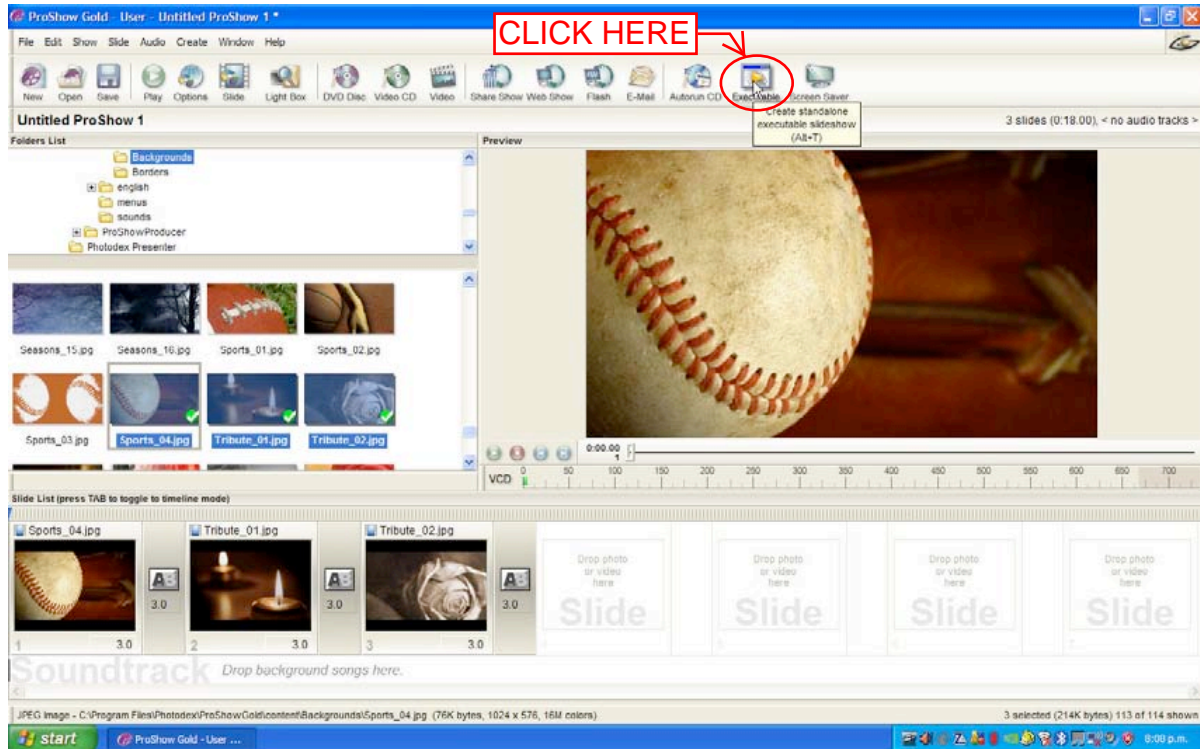 ProShow Gold - User - Untitled ProShow 1 *
CLICK HERE
File Edit Show Slide Audio Create Window Help
New Open Save Play Options Slide Light Box DVD Disc Video CD Video Share Show Web Show Flash E-Mail Autorun CD Executable Screen Saver
Create standalone
executable slideshow
(Alt+T)
Untitled ProShow 1
3 slides (0:18.00), < no audio tracks >
Folders List
Backgrounds
Borders
english
menus
sounds
ProShowProducer
Photodex Presenter
Seasons_15.jpg Seasons_16.jpg Sports_01.jpg Sports_02.jpg
Sports_03.jpg Sports_04.jpg Tribute_01.jpg Tribute_02.jpg
Preview
0:00.00
1
VCD 0 50 100 150 200 250 300 350 400 450 500 550 600 650 700
Slide List (press TAB to toggle to timeline mode)
Sports_04.jpg Tribute_01.jpg Tribute_02.jpg
AB AB AB
3.0 3.0 3.0
1 3.0 2 3.0 3 3.0
Drop photo
or video
here
Slide
Drop photo
or video
here
Slide
Drop photo
or video
here
Slide
Drop photo
or video
here
Slide
Soundtrack Drop background songs here.
JPEG Image - C:\Program Files\Photodex\ProShowGold\content\Backgrounds\Sports_04.jpg (76K bytes, 1024 x 576, 16M colors)
3 selected (214K bytes) 113 of 114 shown
start ProShow Gold - User ... 8:08 p.m.